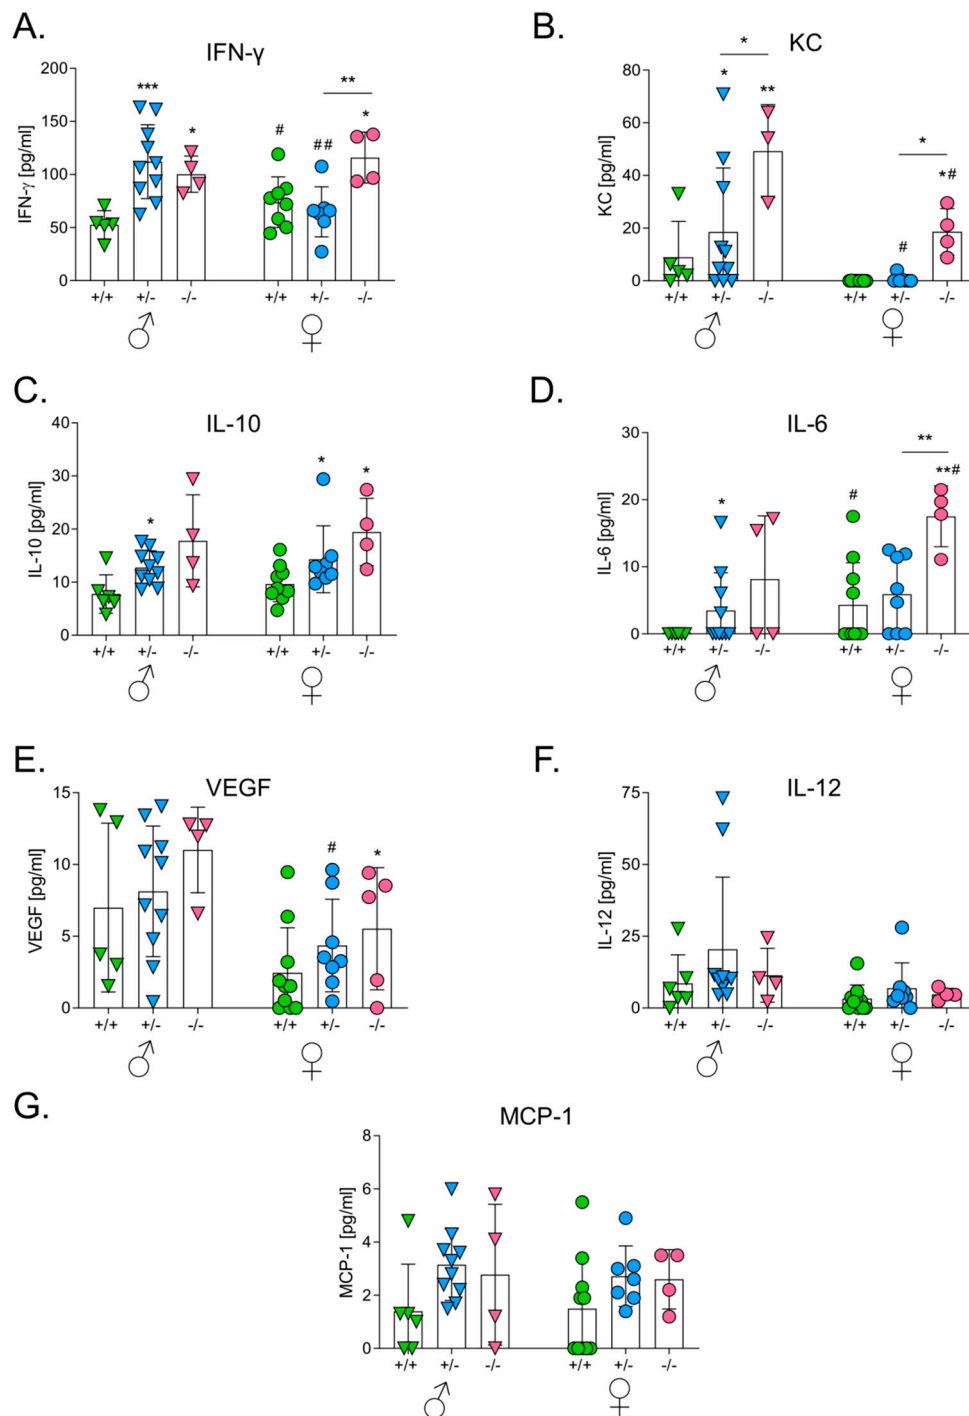 A.
IFN-γ
IFN-γ [pg/ml]
200
150
100
50
0
***
*
#
##
**
*
+/+ +/- -/- +/+ +/- -/-
♂ ♀
B.
KC
KC [pg/ml]
80
60
40
20
0
*
*
**
*
#
*#
+/+ +/- -/- +/+ +/- -/-
♂ ♀
C.
IL-10
IL-10 [pg/ml]
40
30
20
10
0
*
*
*
+/+ +/- -/- +/+ +/- -/-
♂ ♀
D.
IL-6
IL-6 [pg/ml]
30
20
10
0
*
#
**
**#
+/+ +/- -/- +/+ +/- -/-
♂ ♀
E.
VEGF
VEGF [pg/ml]
15
10
5
0
#
*
+/+ +/- -/- +/+ +/- -/-
♂ ♀
F.
IL-12
IL-12 [pg/ml]
75
50
25
0
+/+ +/- -/- +/+ +/- -/-
♂ ♀
G.
MCP-1
MCP-1 [pg/ml]
8
6
4
2
0
+/+ +/- -/- +/+ +/- -/-
♂ ♀